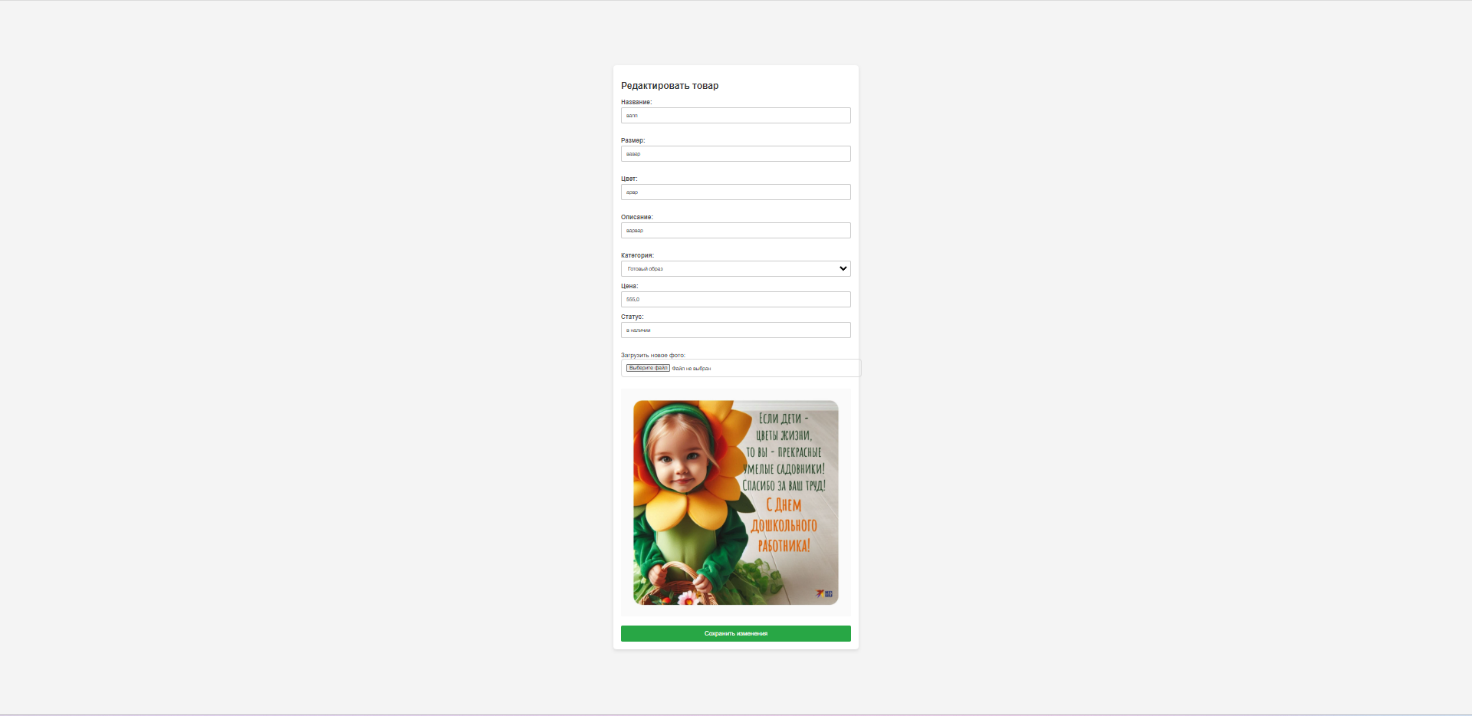 Редактировать товар
Название:
Размер:
Цвет:
Описание:
Категория:
Готовый образ
Цена:
555,0
Статус:
в наличии
Загрузить новое фото:
Выберите файл Файл не выбран
Если дети -
цветы жизни,
то вы - прекрасные
умелые садовники!
Спасибо за ваш труд!
С Днем
дошкольного
работника!
Сохранить изменения